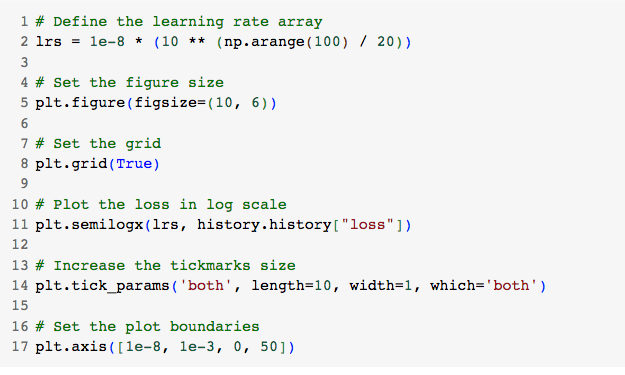 1 # Define the learning rate array
2 lrs = 1e-8 * (10 ** (np.arange(100) / 20))
3
4 # Set the figure size
5 plt.figure(figsize=(10, 6))
6
7 # Set the grid
8 plt.grid(True)
9
10 # Plot the loss in log scale
11 plt.semilogx(lrs, history.history["loss"])
12
13 # Increase the tickmarks size
14 plt.tick_params('both', length=10, width=1, which='both')
15
16 # Set the plot boundaries
17 plt.axis([1e-8, 1e-3, 0, 50])